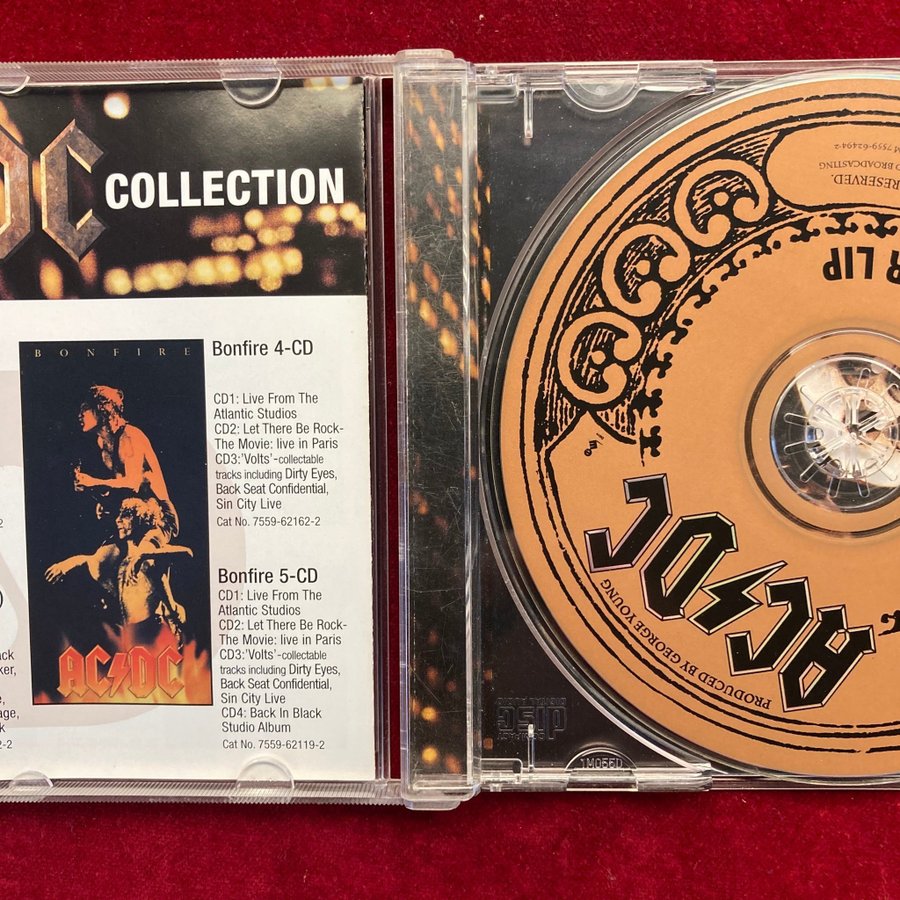 DC COLLECTION
BONFIRE
AC/DC
Bonfire 4-CD
CD1: Live From The
Atlantic Studios
CD2: Let There Be Rock-
The Movie: live in Paris
CD3:'Volts'-collectable
tracks including Dirty Eyes,
Back Seat Confidential,
Sin City Live
Cat No. 7559-62162-2
Bonfire 5-CD
CD1: Live From The
Atlantic Studios
CD2: Let There Be Rock-
The Movie: live in Paris
CD3:'Volts'-collectable
tracks including Dirty Eyes,
Back Seat Confidential,
Sin City Live
CD4: Back In Black
Studio Album
Cat No. 7559-62119-2
7559-62494-2
BROADCASTING
RESERVED.
R LIP
AC/DC
PRODUCED BY GEORGE YOUNG
COMPACT
disc
DIGITAL AUDIO